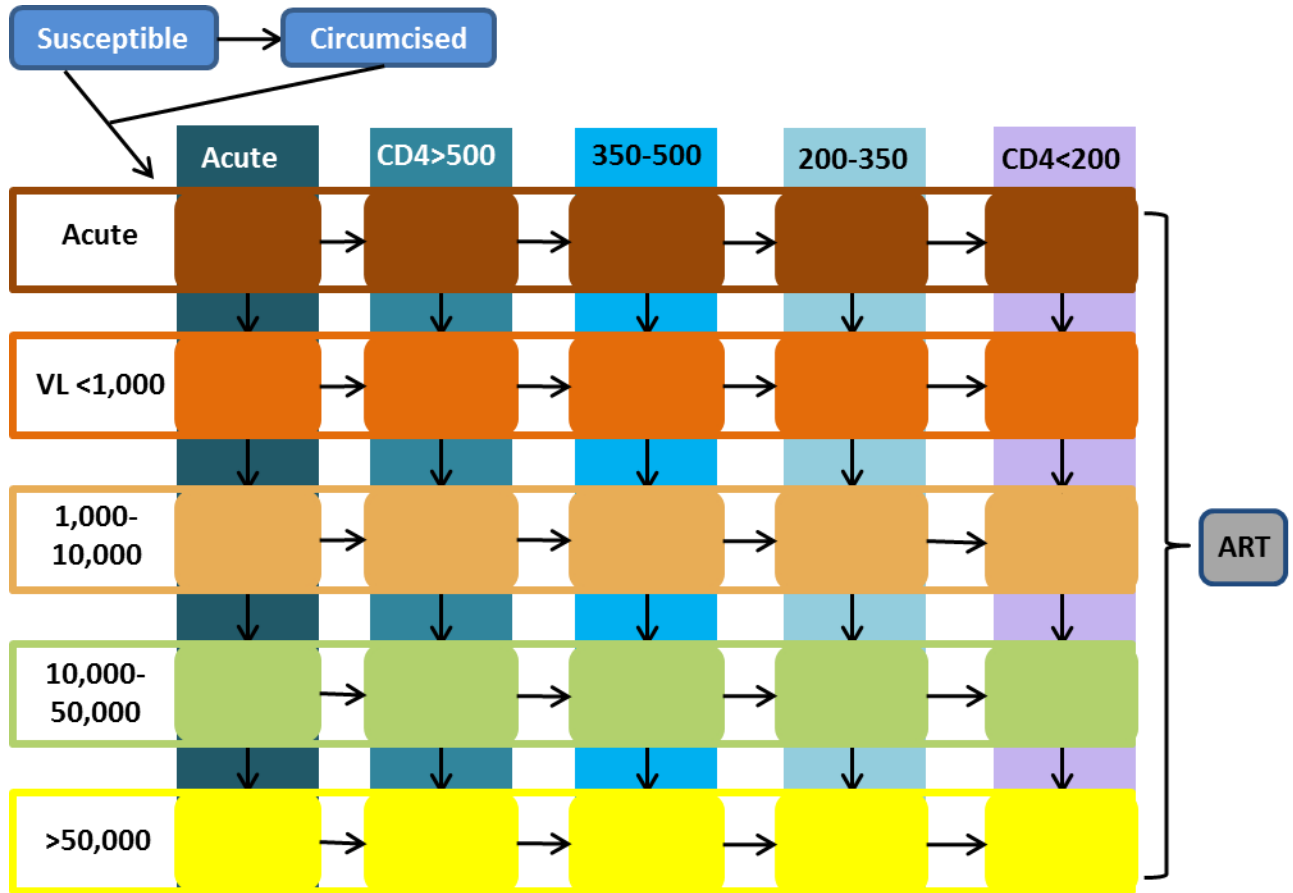 Susceptible
Circumcised
Acute
CD4>500
350-500
200-350
CD4<200
Acute
VL <1,000
1,000-
10,000
ART
10,000-
50,000
>50,000